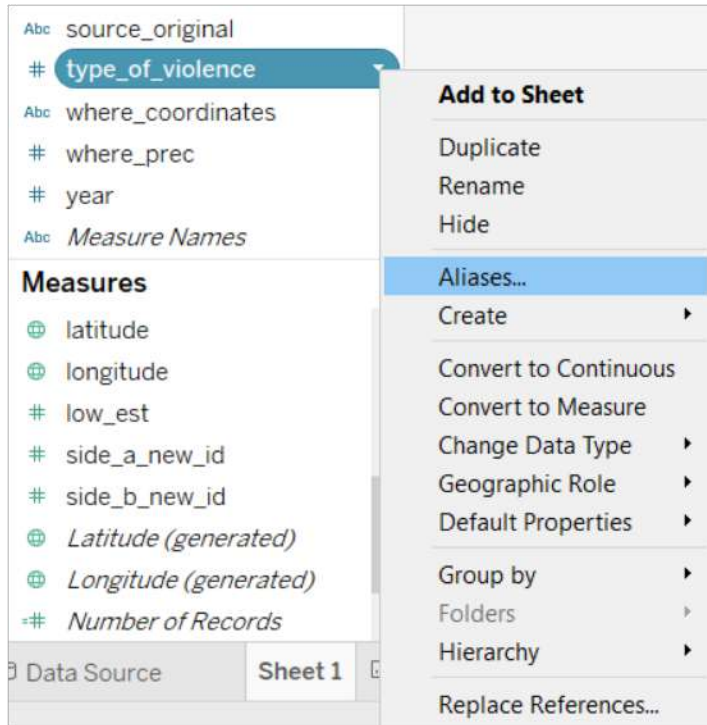 Abc source_original
# type_of_violence
Abc where_coordinates
# where_prec
# year
Abc Measure Names
Measures
latitude
longitude
# low_est
# side_a_new_id
# side_b_new_id
Latitude (generated)
Longitude (generated)
=# Number of Records
Data Source
Sheet 1
Add to Sheet
Duplicate
Rename
Hide
Aliases...
Create
Convert to Continuous
Convert to Measure
Change Data Type
Geographic Role
Default Properties
Group by
Folders
Hierarchy
Replace References...